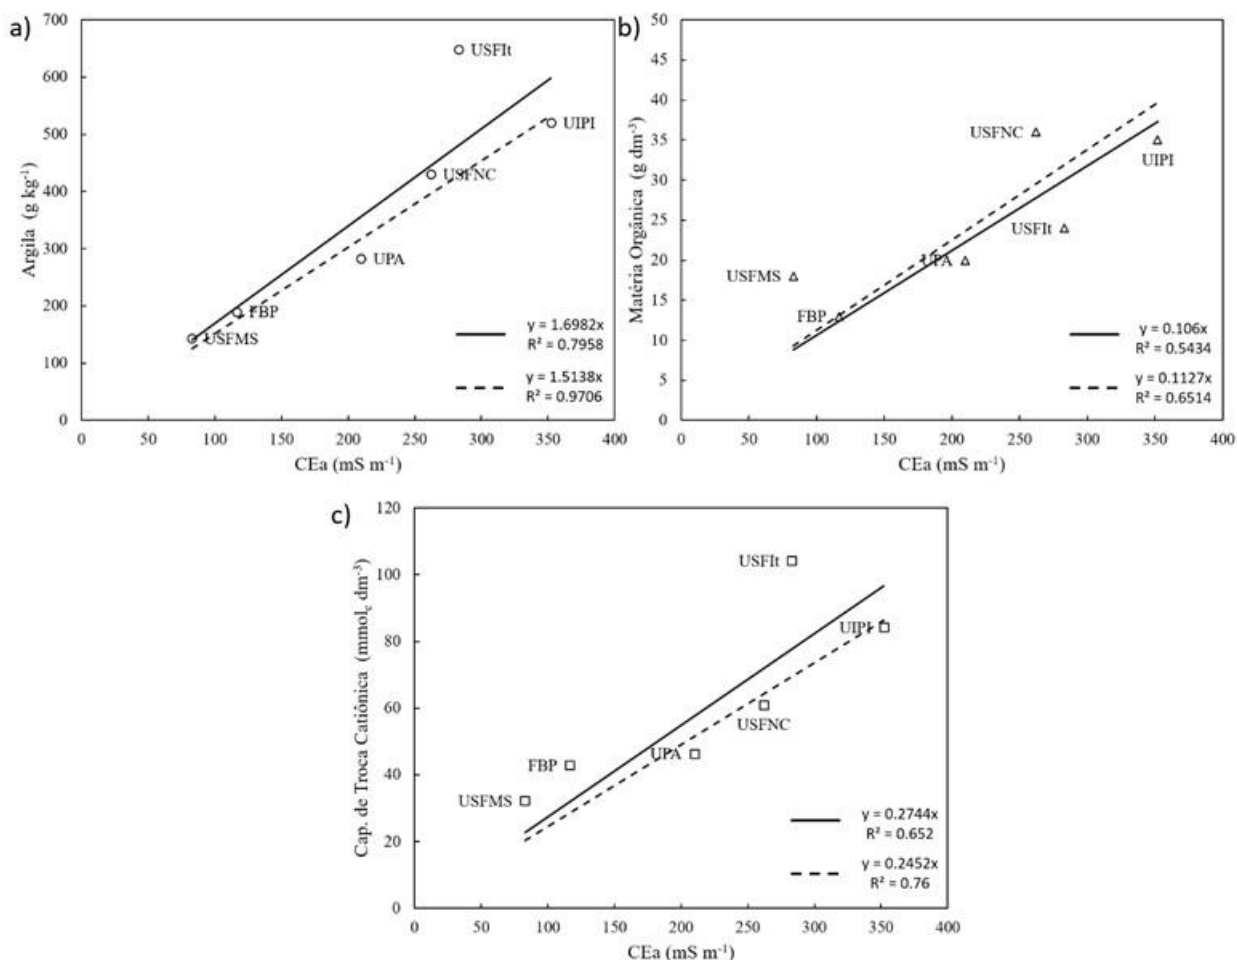 a)
700
600
500
400
300
200
100
0
Argila (g kg⁻¹)
USFIt
UIPI
USFNC
UPA
FBP
USFMS
y = 1.6982x
R² = 0.7958
y = 1.5138x
R² = 0.9706
0 50 100 150 200 250 300 350 400
CEa (mS m⁻¹)
b)
50
45
40
35
30
25
20
15
10
5
0
Matéria Orgânica (g dm⁻³)
USFNC
UIPI
USFIt
UPA
USFMS
FBP
y = 0.106x
R² = 0.5434
y = 0.1127x
R² = 0.6514
0 50 100 150 200 250 300 350 400
CEa (mS m⁻¹)
c)
120
100
80
60
40
20
0
Cap. de Troca Catiónica (mmolc dm⁻³)
USFIt
UIPI
USFNC
UPA
FBP
USFMS
y = 0.2744x
R² = 0.652
y = 0.2452x
R² = 0.76
0 50 100 150 200 250 300 350 400
CEa (mS m⁻¹)